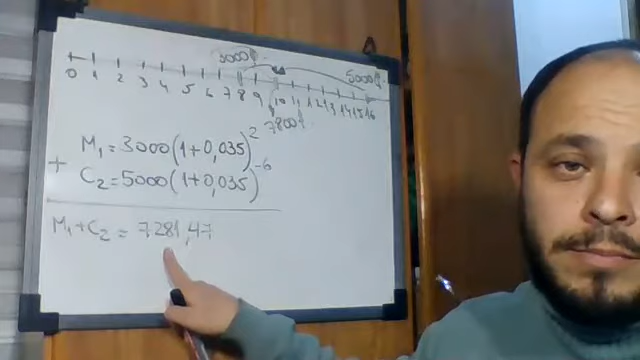 3000₺ 5000₺
0 1 2 3 4 5 6 7 8 9 10 11 12 13 14 15 16
7800₺
M₁ = 3000(1+0,035)²
+
C₂ = 5000(1+0,035)⁻⁶
M₁+C₂ = 7281,47